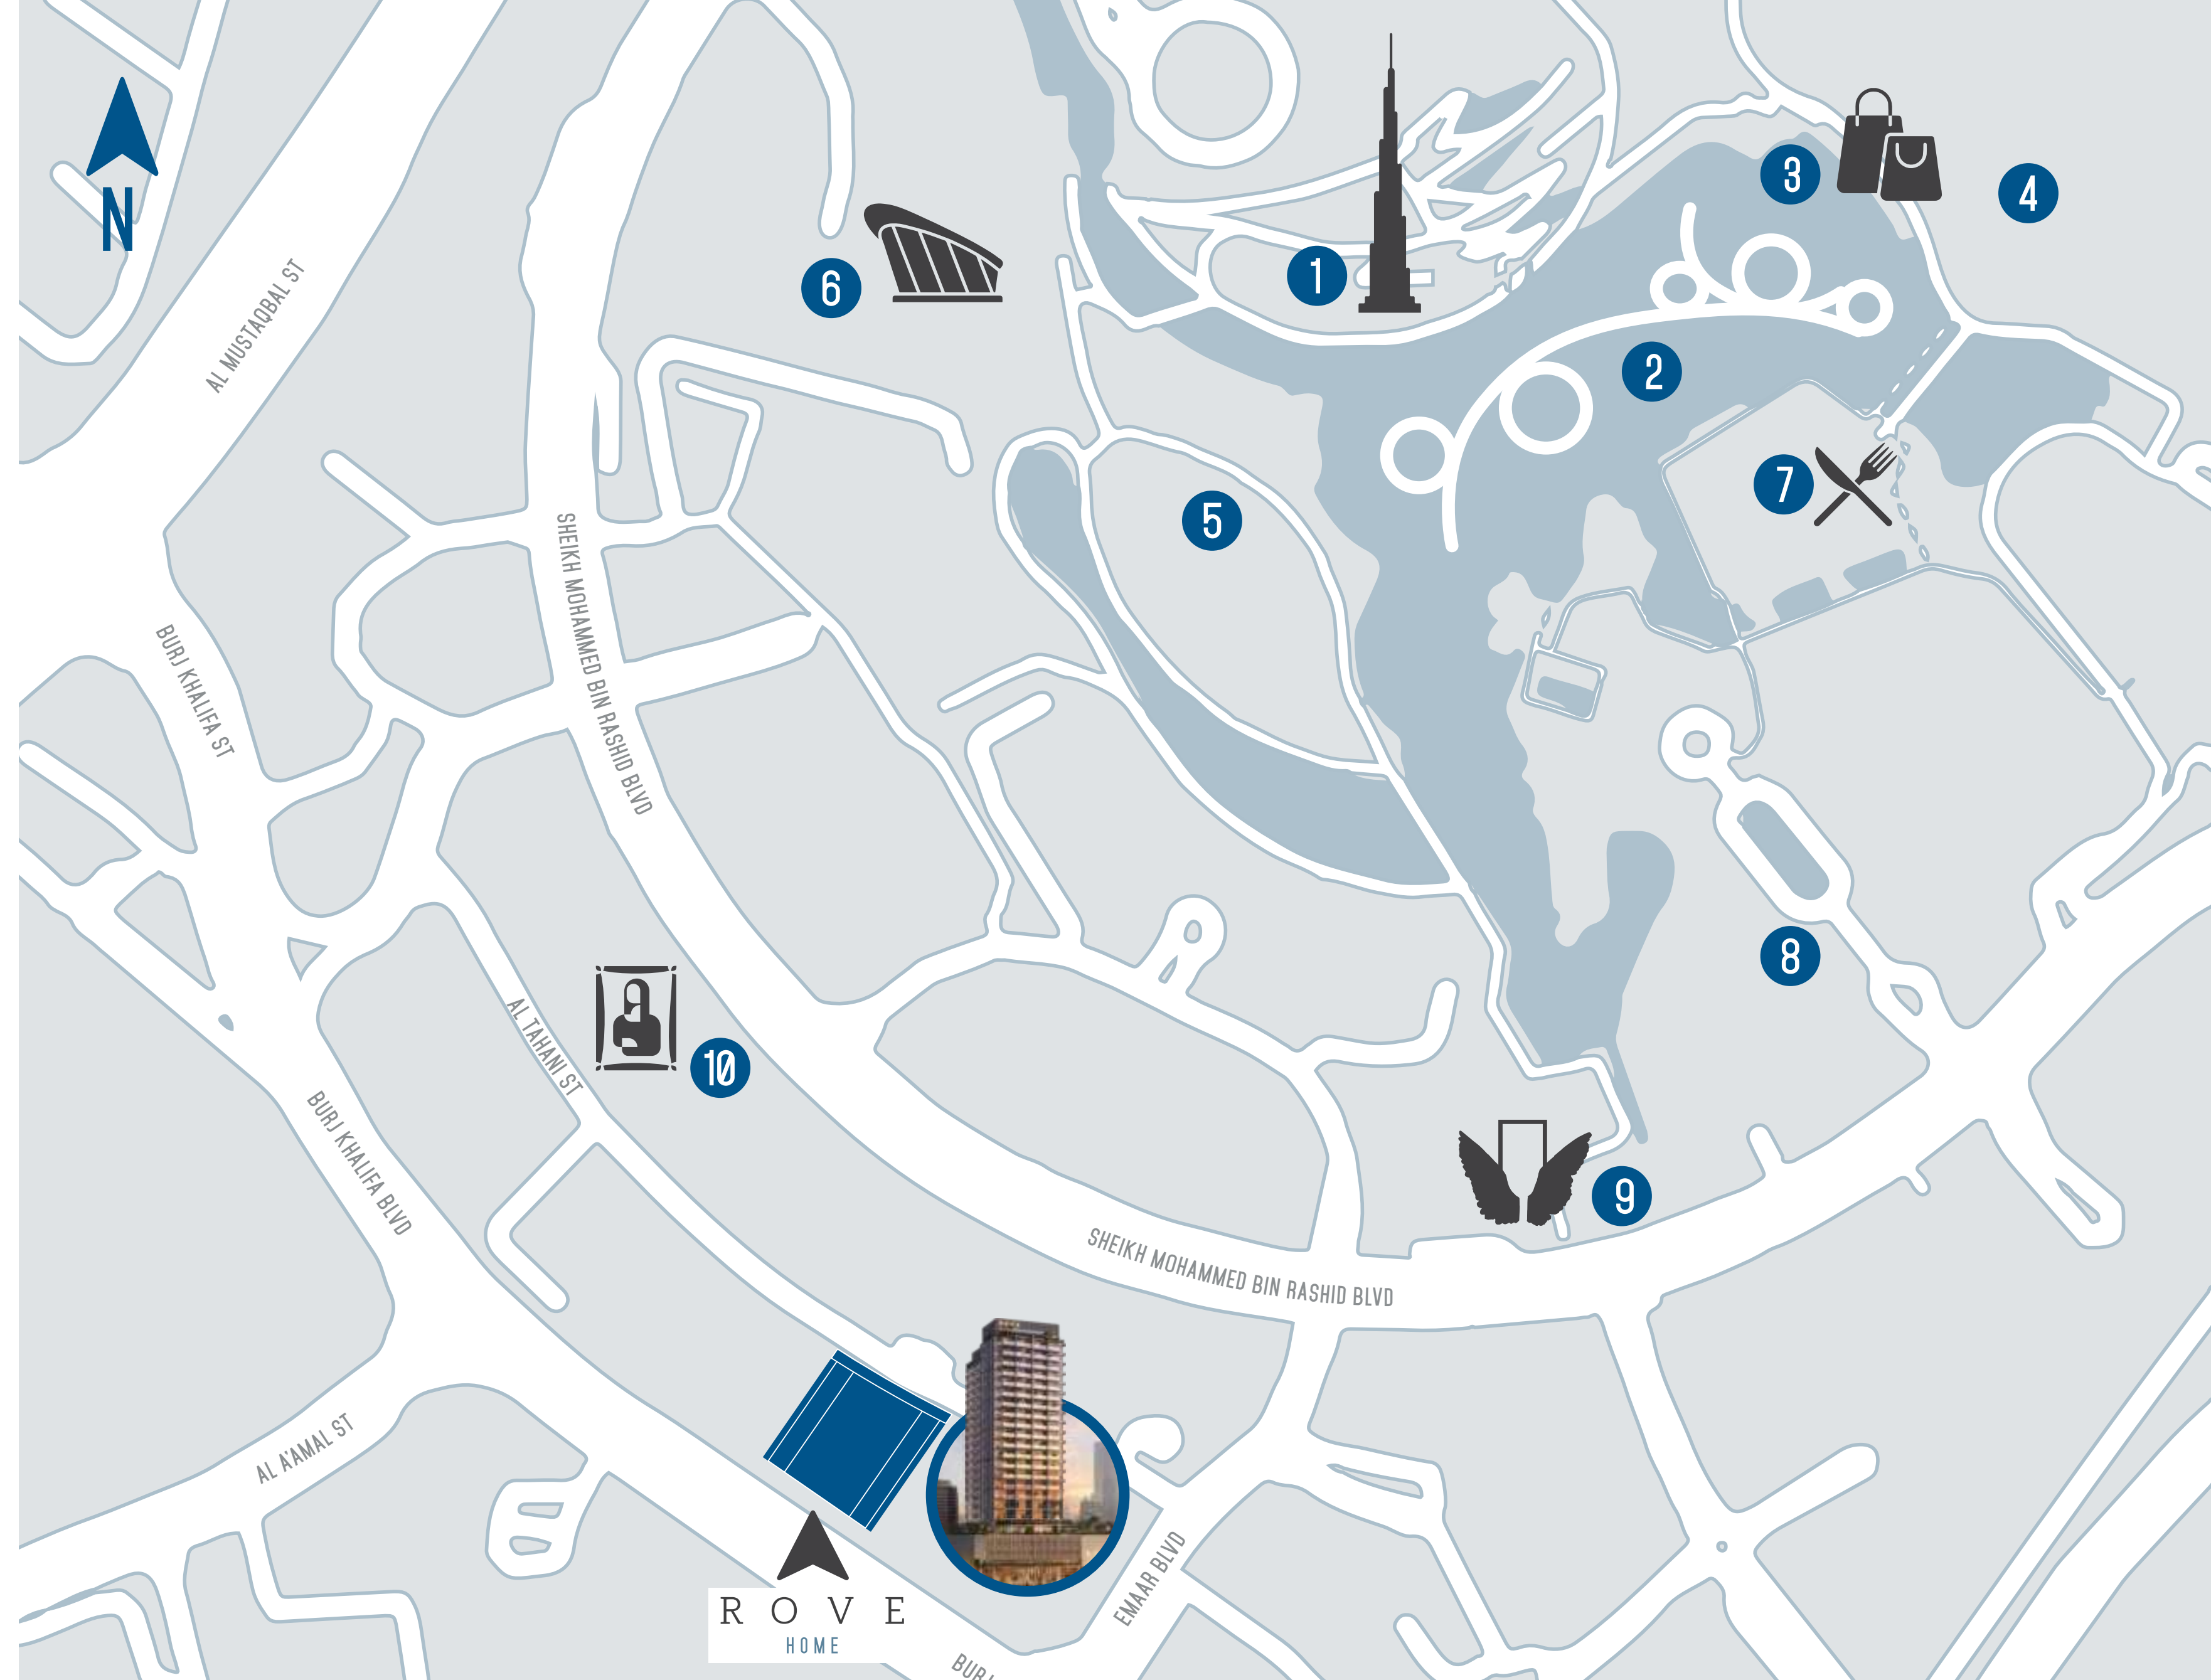 N
AL MUSTAQBAL ST
1
2
3
4
5
6
7
SHEIKH MOHAMMED BIN RASHID BLVD
BURJ KHALIFA ST
8
9
10
AL TAHANI ST
BURJ KHALIFA BLVD
SHEIKH MOHAMMED BIN RASHID BLVD
AL A'AMAL ST
EMAAR BLVD
ROVE
HOME